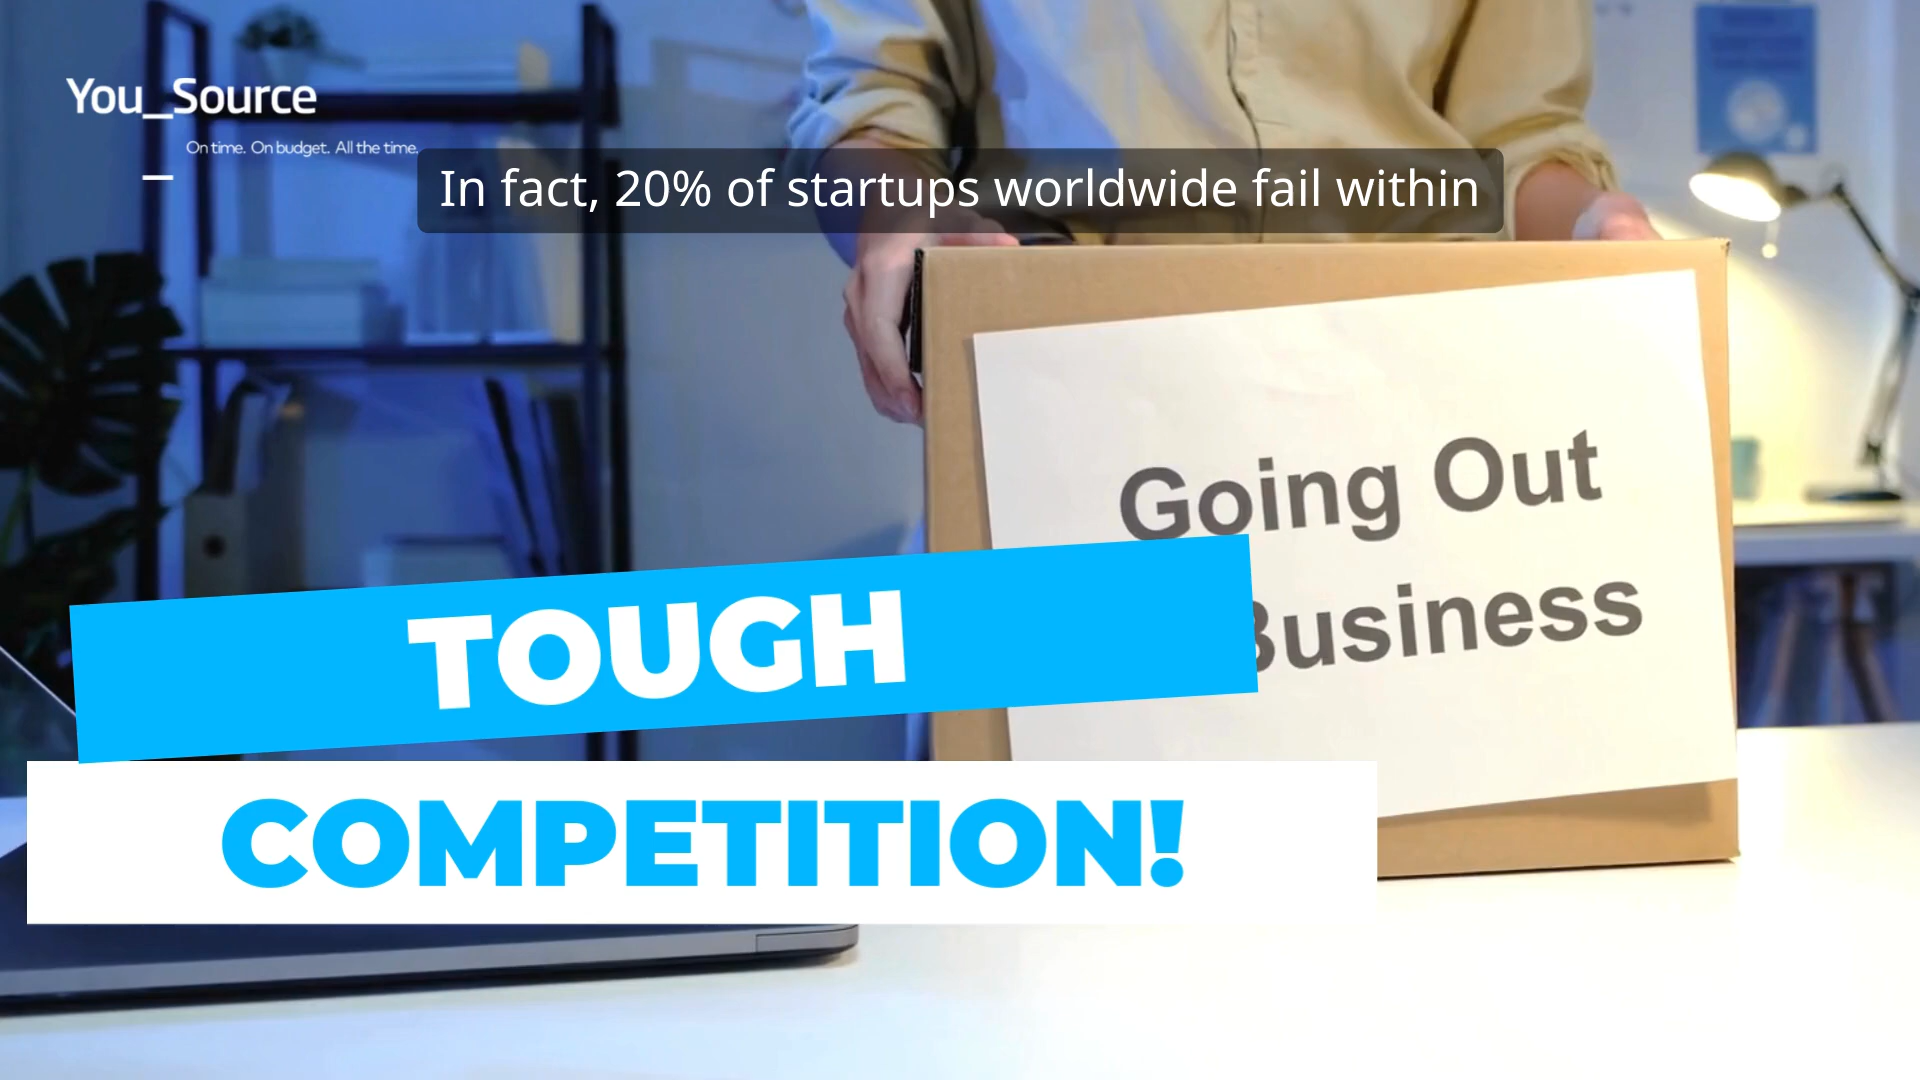 You_Source
On time. On budget. All the time.
In fact, 20% of startups worldwide fail within
Going Out
Business
TOUGH
COMPETITION!